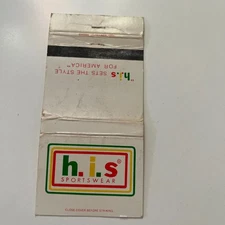 "h.i.s SETS THE STYLE
FOR AMERICA"
h.i.s®
SPORTSWEAR